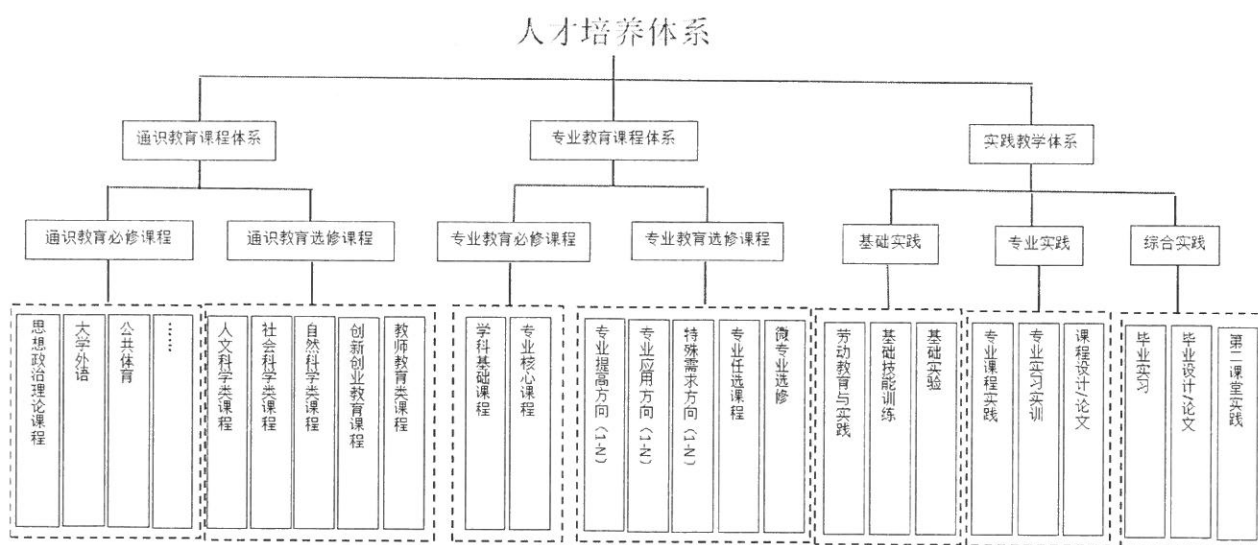 人才培养体系
通识教育课程体系
专业教育课程体系
实践教学体系
通识教育必修课程
通识教育选修课程
专业教育必修课程
专业教育选修课程
基础实践
专业实践
综合实践
思想政治理论课程
大学外语
公共体育
……
人文科学类课程
社会科学类课程
自然科学类课程
创新创业教育课程
教师教育类课程
学科基础课程
专业核心课程
专业提高方向（1-N）
专业应用方向（1-N）
特殊需求方向（1-N）
专业任选课程
微专业选修
劳动教育与实践
基础技能训练
基础实验
专业课程实践
专业实习实训
课程设计/论文
毕业实习
毕业设计/论文
第二课堂实践